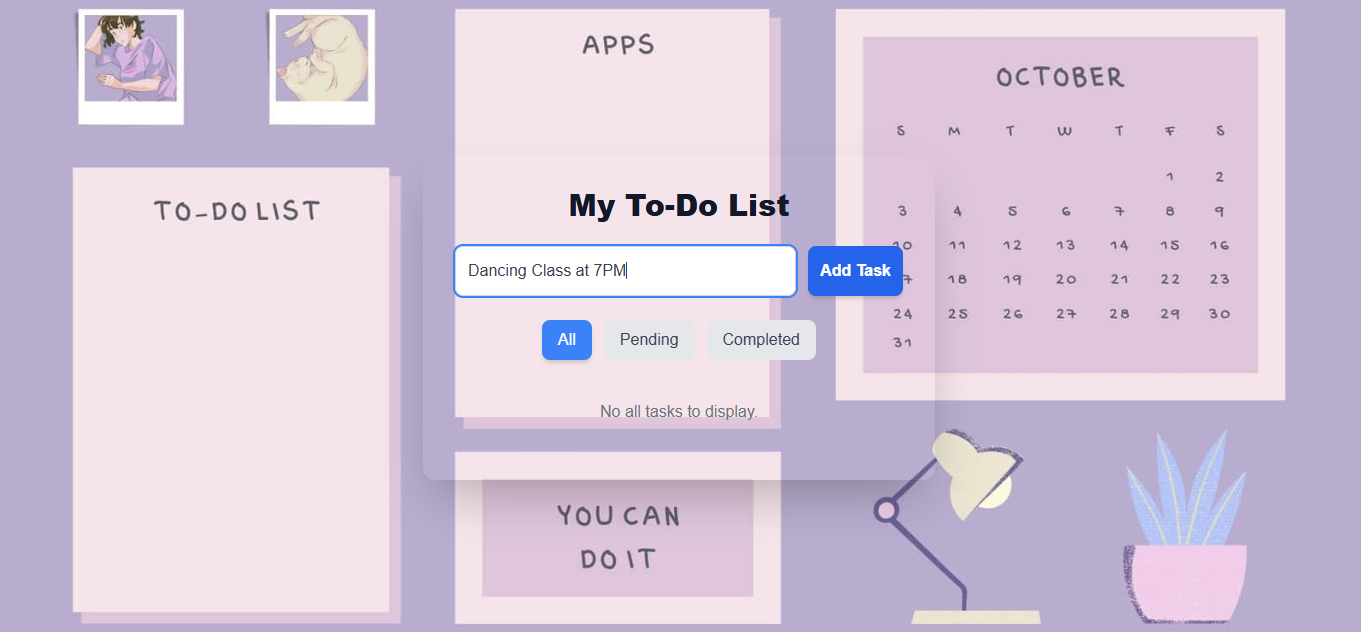 APPS
OCTOBER
S M T W T F S
1 2
3 4 5 6 7 8 9
10 11 12 13 14 15 16
7 18 19 20 21 22 23
24 25 26 27 28 29 30
31
TO-DO LIST
My To-Do List
Dancing Class at 7PM
Add Task
All
Pending
Completed
No all tasks to display.
YOU CAN
DO IT